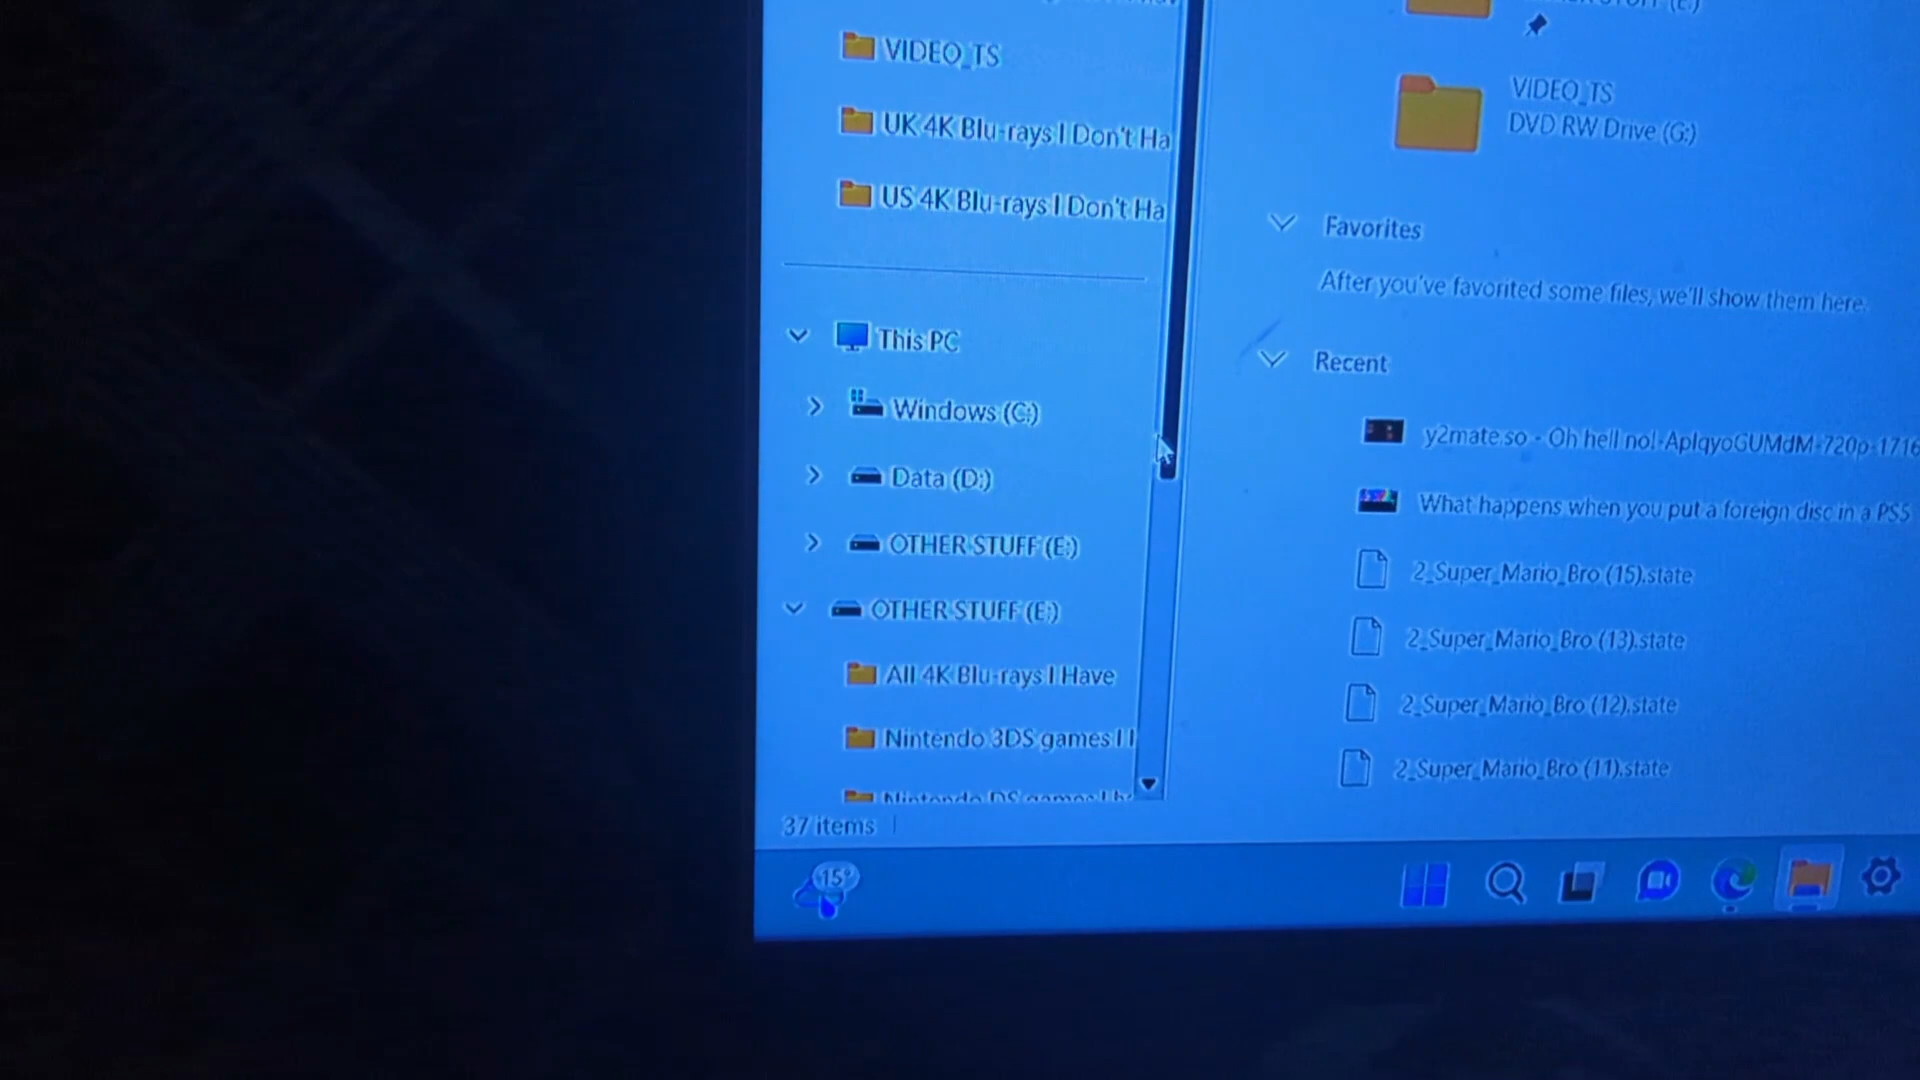 VIDEO_TS
UK 4K Blu-rays I Don't Ha
US 4K Blu-rays I Don't Ha
This PC
Windows (C:)
Data (D:)
OTHER STUFF (E:)
OTHER STUFF (E:)
All 4K Blu-rays I Have
Nintendo 3DS games I
37 items
15°
VIDEO_TS
DVD RW Drive (G:)
Favorites
After you've favorited some files, we'll show them here.
Recent
y2mate.so - Oh hell no!-AplqyoGUMdM-720p-1716
What happens when you put a foreign disc in a PS5
2_Super_Mario_Bro (15).state
2_Super_Mario_Bro (13).state
2_Super_Mario_Bro (12).state
2_Super_Mario_Bro (11).state